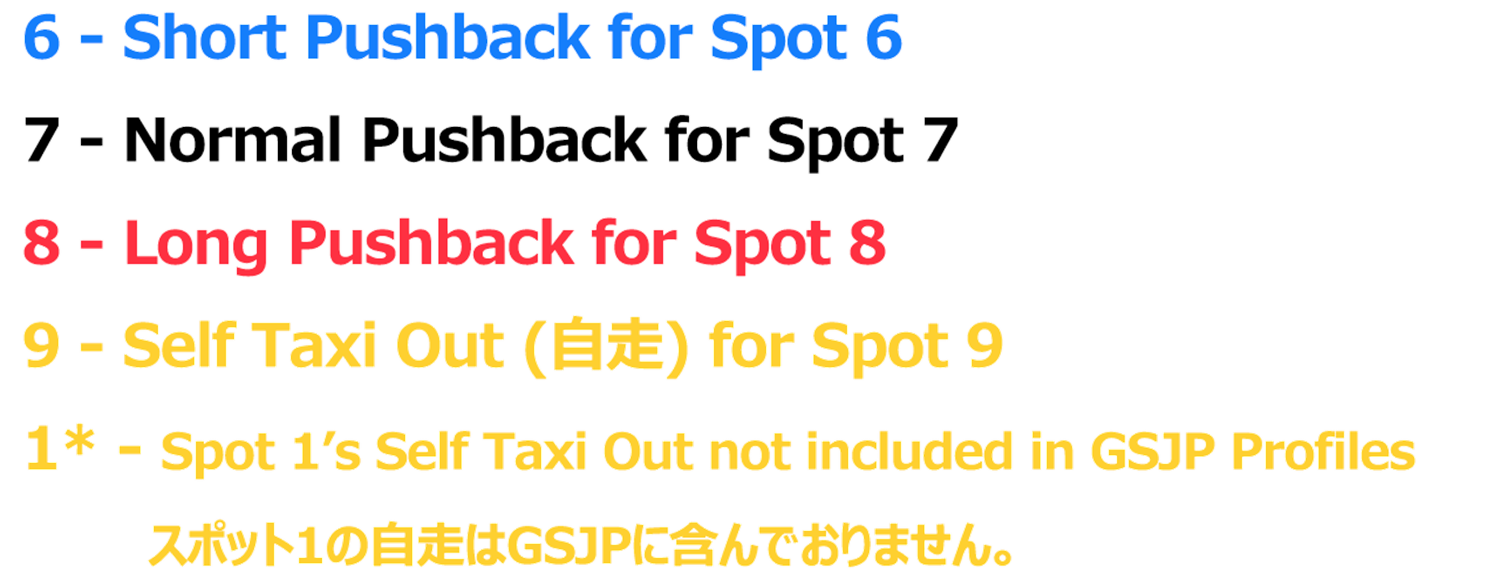 6 - Short Pushback for Spot 6
7 - Normal Pushback for Spot 7
8 - Long Pushback for Spot 8
9 - Self Taxi Out (自走) for Spot 9
1* - Spot 1’s Self Taxi Out not included in GSJP Profiles
スポット1の自走はGSJPに含んでおりません。